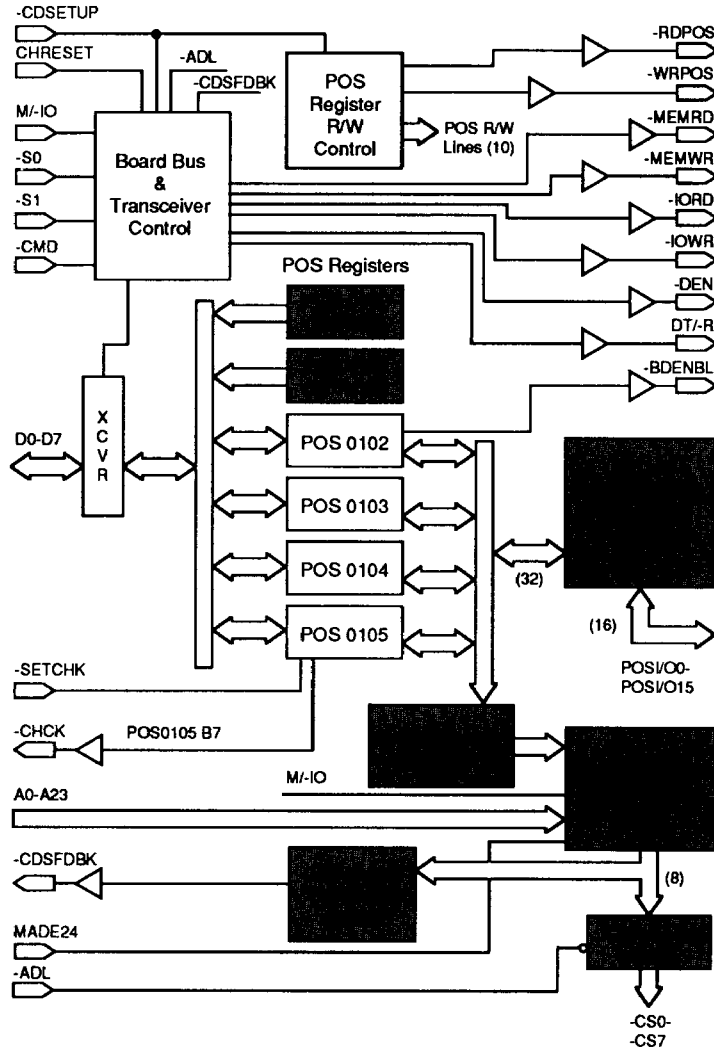 -CDSETUP
CHRESET
-ADL
-CDSFDBK
M/-IO
-S0
-S1
-CMD
Board Bus
&
Transceiver
Control
POS
Register
R/W
Control
POS R/W
Lines (10)
-RDPOS
-WRPOS
-MEMRD
-MEMWR
-IORD
-IOWR
-DEN
DT/-R
-BDENBL
POS Registers
D0-D7
X
C
V
R
POS 0102
POS 0103
POS 0104
POS 0105
(32)
(16)
POSI/O0-
POSI/O15
-SETCHK
-CHCK
POS0105 B7
M/-IO
A0-A23
-CDSFDBK
(8)
MADE24
-ADL
-CS0-
-CS7